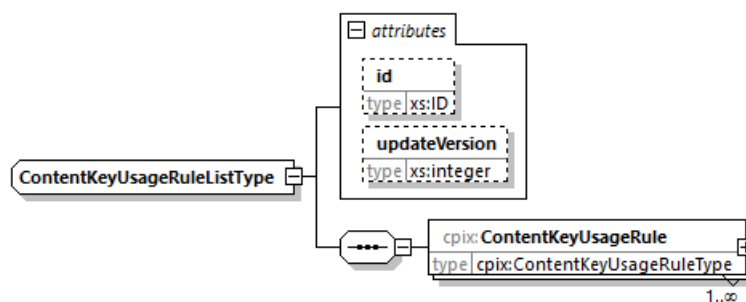 attributes
id
type xs:ID
updateVersion
type xs:integer
ContentKeyUsageRuleListType
cpix:ContentKeyUsageRule
type cpix:ContentKeyUsageRuleType
1..∞